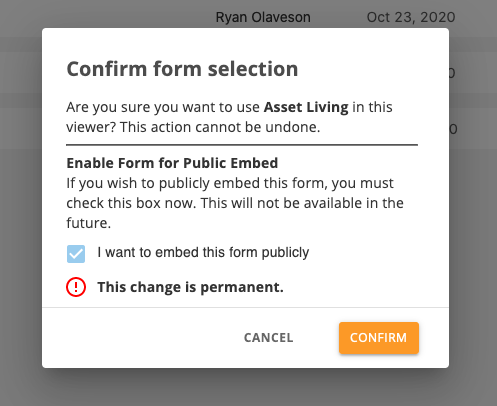 Ryan Olaveson Oct 23, 2020
Confirm form selection
Are you sure you want to use Asset Living in this
viewer? This action cannot be undone.
Enable Form for Public Embed
If you wish to publicly embed this form, you must
check this box now. This will not be available in the
future.
I want to embed this form publicly
This change is permanent.
CANCEL CONFIRM